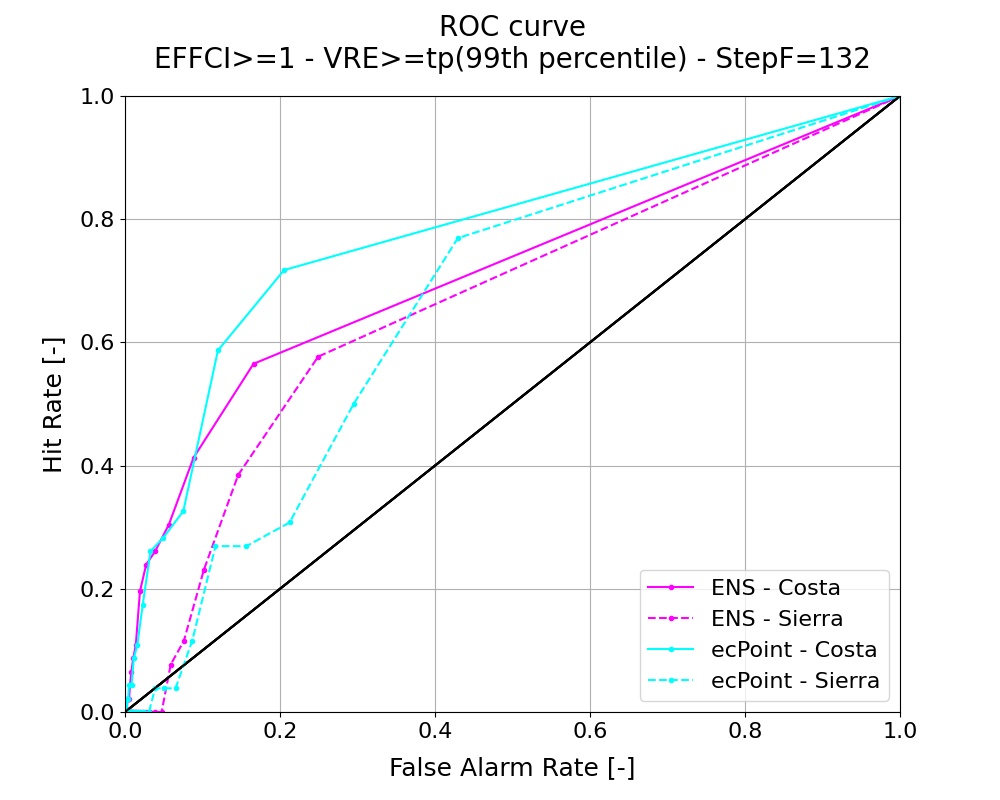 ROC curve
EFFCI>=1 - VRE>=tp(99th percentile) - StepF=132
1.0
0.8
0.6
0.4
0.2
0.0
Hit Rate [-]
0.0 0.2 0.4 0.6 0.8 1.0
False Alarm Rate [-]
ENS - Costa
ENS - Sierra
ecPoint - Costa
ecPoint - Sierra